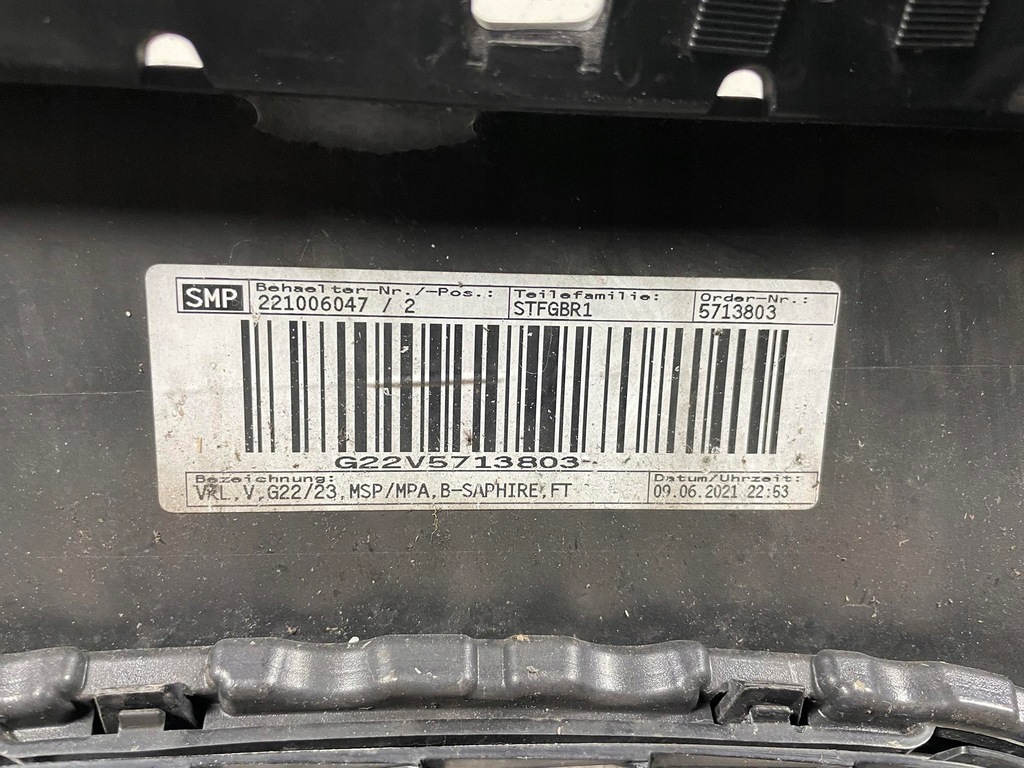 SMP
Behaelter-Nr./-Pos.: Teilefamilie: Order-Nr.:
221006047 / 2 STFGBR1 5713803
G22V5713803
Bezeichnung: Datum/Uhrzeit:
VKL,V,G22/23,MSP/MPA,B-SAPHIRE,FT 09.06.2021 22:53